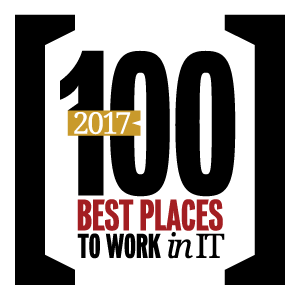 100
2017
BEST PLACES
TO WORK in IT